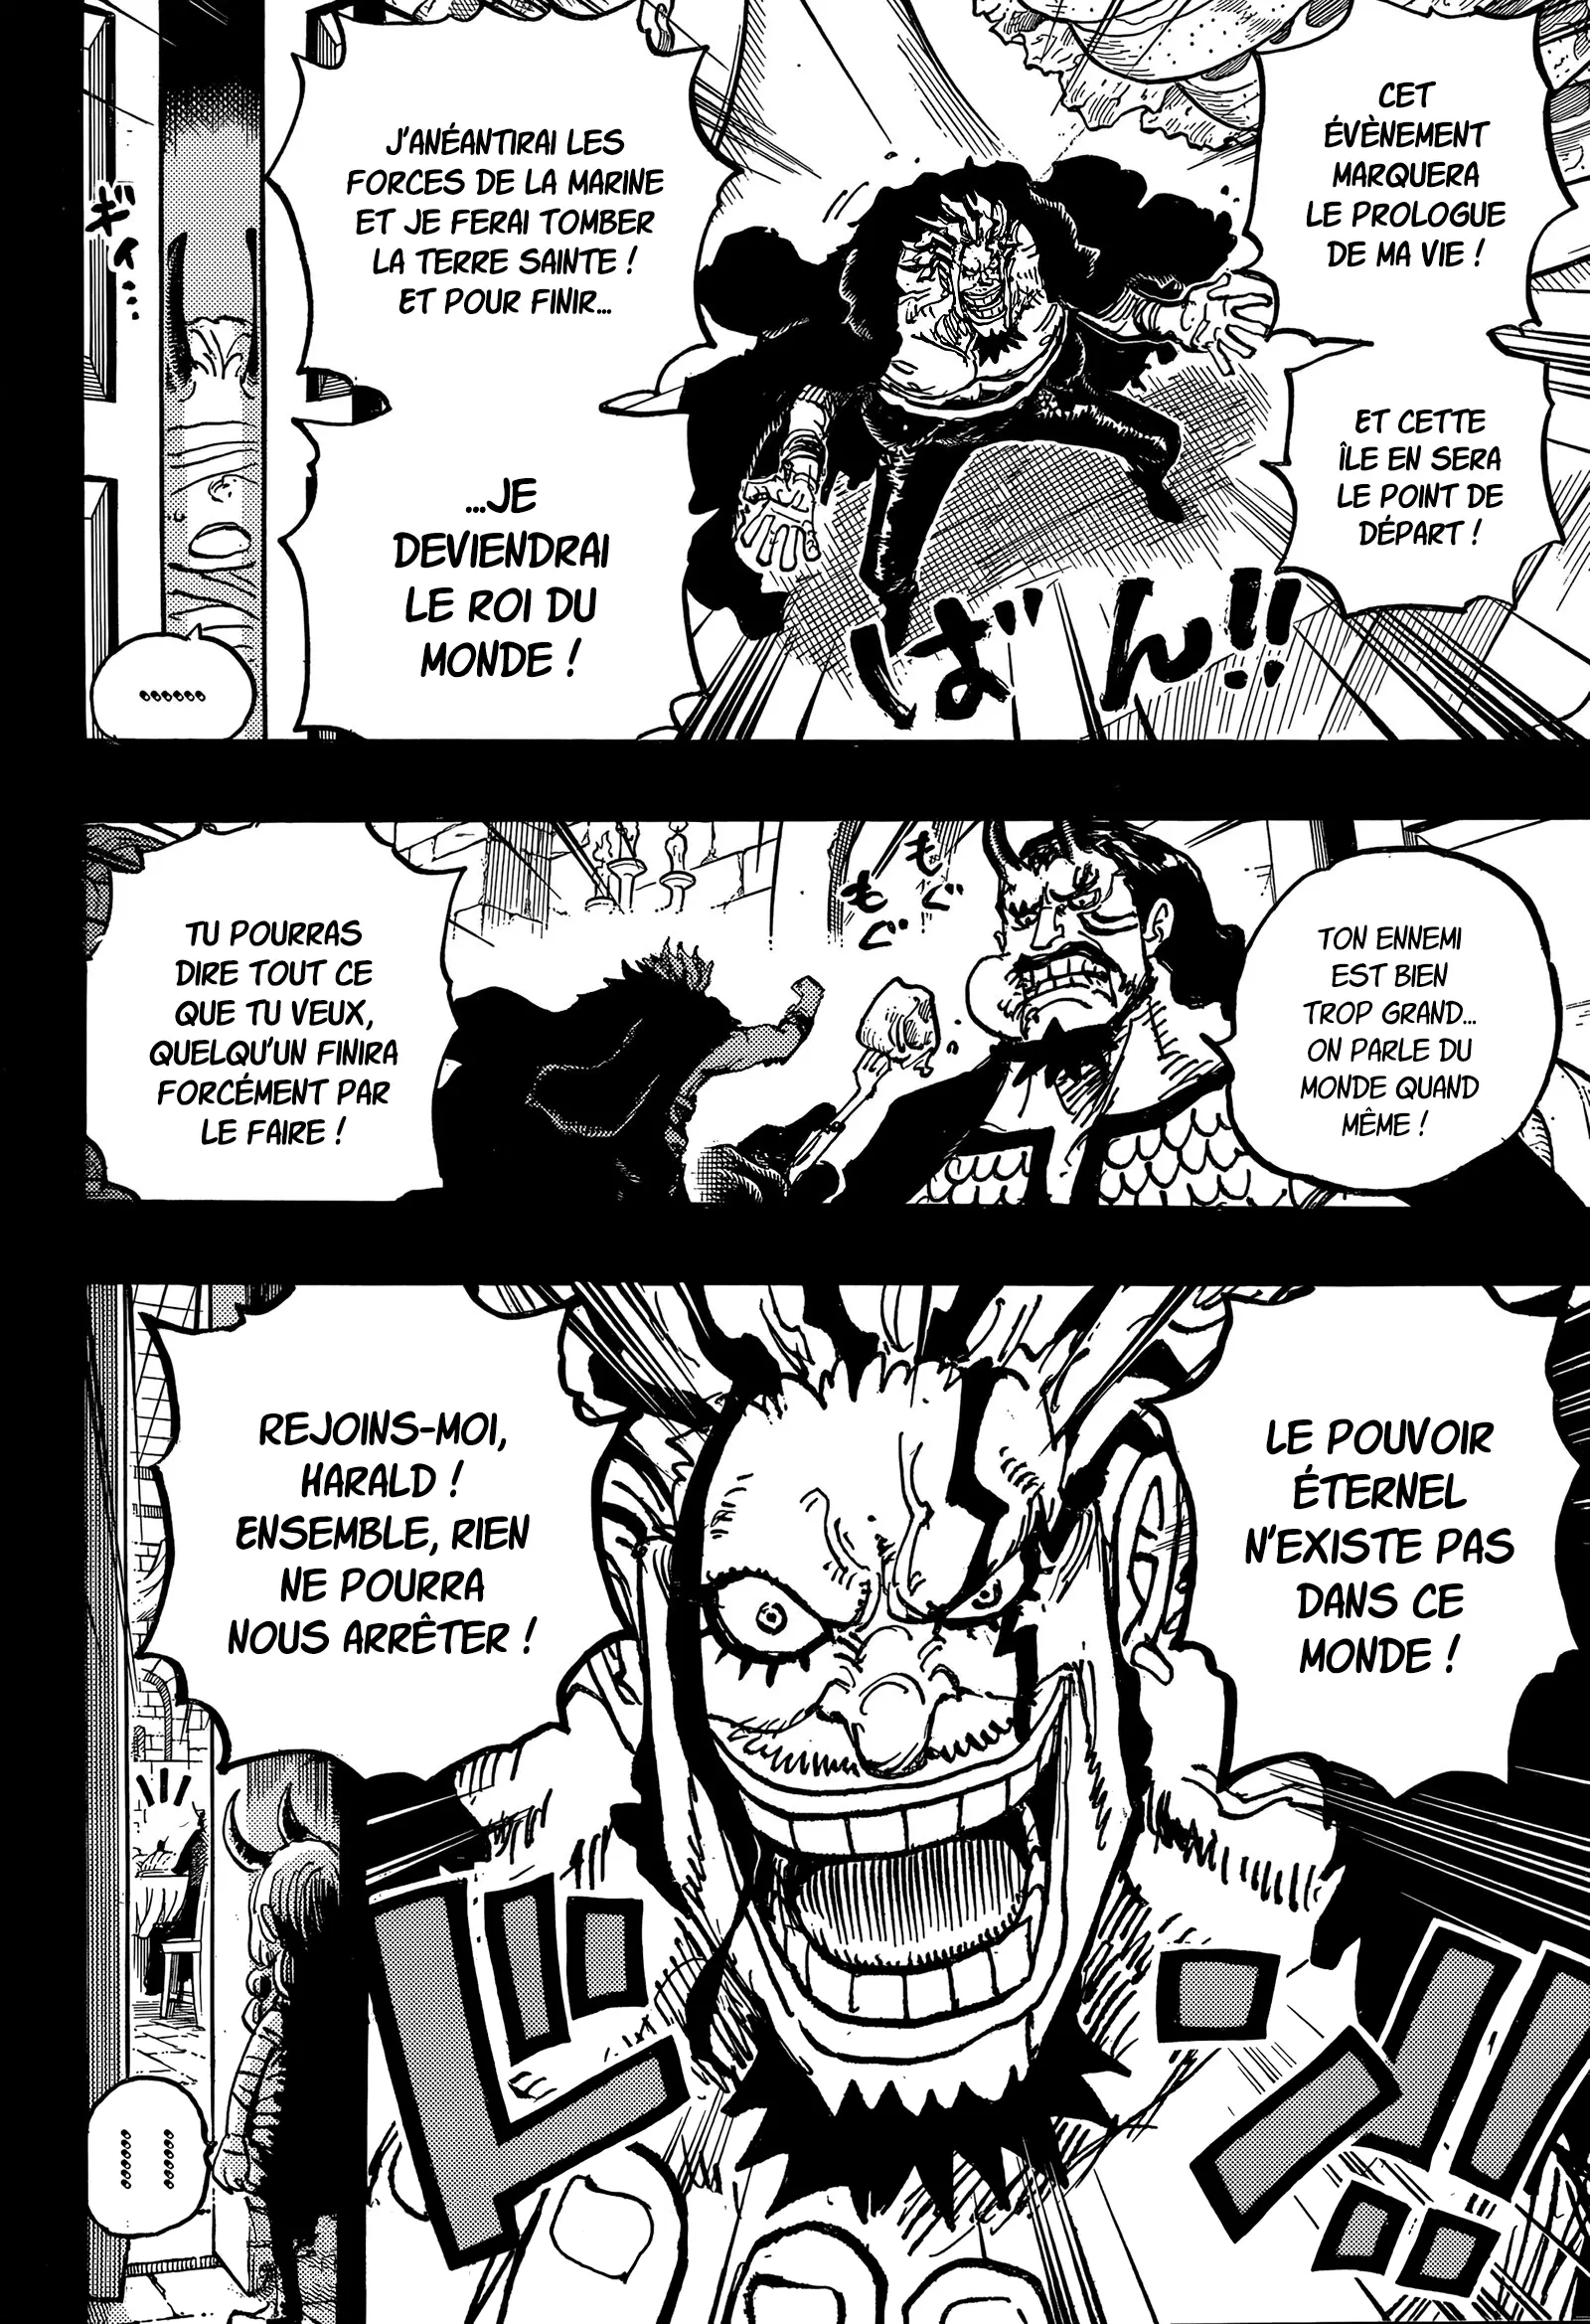 CET
ÉVÈNEMENT
MARQUERA
LE PROLOGUE
DE MA VIE !
ET CETTE
ÎLE EN SERA
LE POINT DE
DÉPART !
ばん!!
J'ANÉANTIRAI LES
FORCES DE LA MARINE
ET JE FERAI TOMBER
LA TERRE SAINTE !
ET POUR FINIR...
...JE
DEVIENDRAI
LE ROI DU
MONDE !
ギィ…
......
TON ENNEMI
EST BIEN
TROP GRAND...
ON PARLE DU
MONDE QUAND
MÊME !
もぐ
もぐ
TU POURRAS
DIRE TOUT CE
QUE TU VEUX,
QUELQU'UN FINIRA
FORCÉMENT PAR
LE FAIRE !
LE POUVOIR
ÉTERNEL
N'EXISTE PAS
DANS CE
MONDE !
REJOINS-MOI,
HARALD !
ENSEMBLE, RIEN
NE POURRA
NOUS ARRÊTER !
ドン!!
......
......